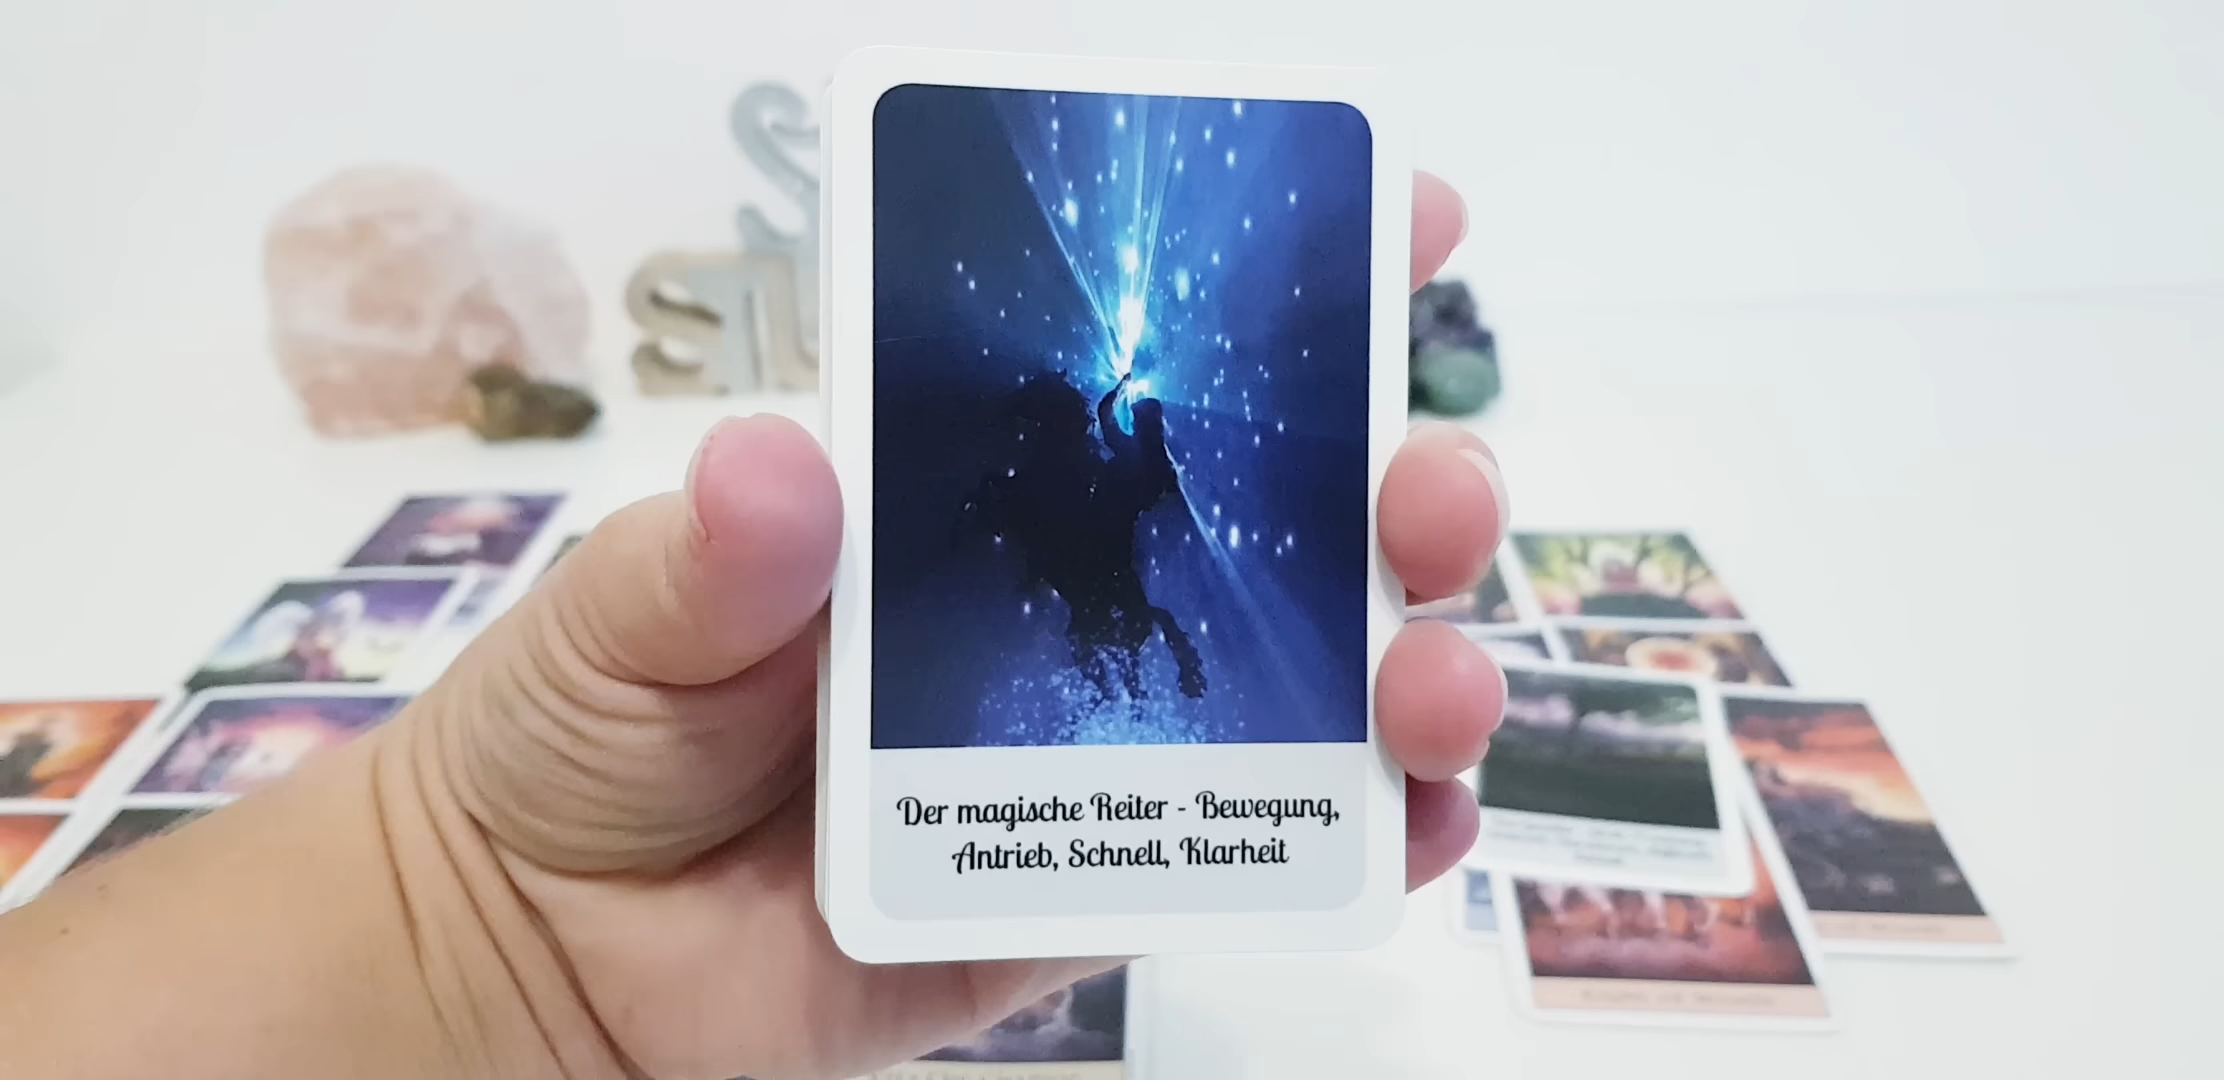 Der magische Reiter - Bewegung,
Antrieb, Schnell, Klarheit